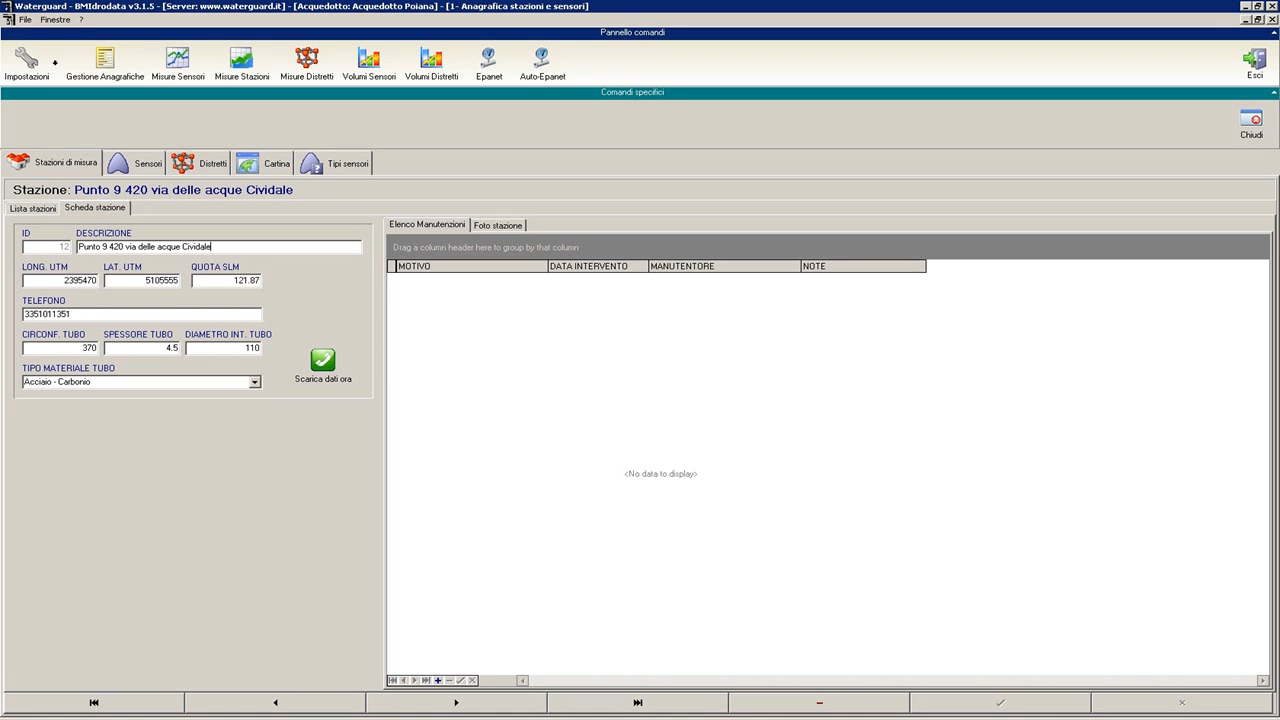 Waterguard - BMIdrodata v3.1.5 - [Server: www.waterguard.it] - [Acquedotto: Acquedotto Poiana] - [1- Anagrafica stazioni e sensori]
File Finestre ?
Pannello comandi
Impostazioni Gestione Anagrafiche Misure Sensori Misure Stazioni Misure Distretti Volumi Sensori Volumi Distretti Epanet Auto-Epanet Esci
Comandi specifici
Chiudi
Stazioni di misura Sensori Distretti Cartina Tipi sensori
Stazione: Punto 9 420 via delle acque Cividale
Lista stazioni Scheda stazione
Elenco Manutenzioni Foto stazione
ID DESCRIZIONE
12 Punto 9 420 via delle acque Cividale
Drag a column header here to group by that column
MOTIVO DATA INTERVENTO MANUTENTORE NOTE
LONG. UTM LAT. UTM QUOTA SLM
2395470 5105555 121.87
TELEFONO
3351011351
CIRCONF. TUBO SPESSORE TUBO DIAMETRO INT. TUBO
370 4.5 110
TIPO MATERIALE TUBO
Acciaio - Carbonio
Scarica dati ora
<No data to display>